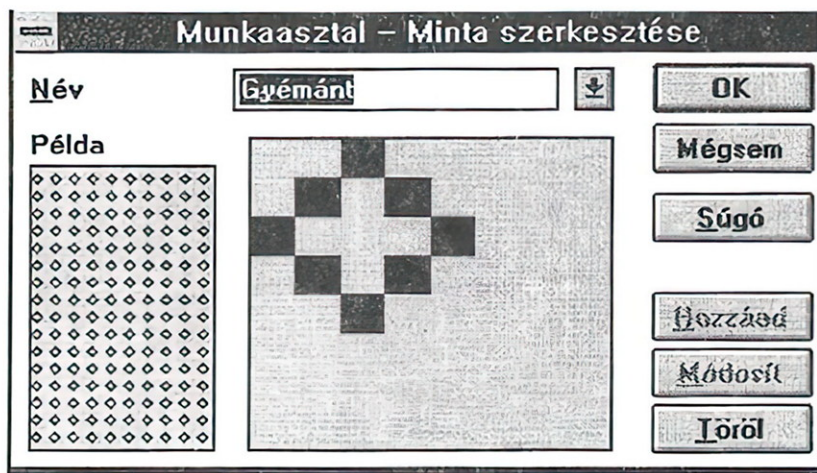 Munkaasztal – Minta szerkesztése
Név
Gyémánt
OK
Példa
Mégsem
Súgó
Hozzáad
Módosít
Töröl